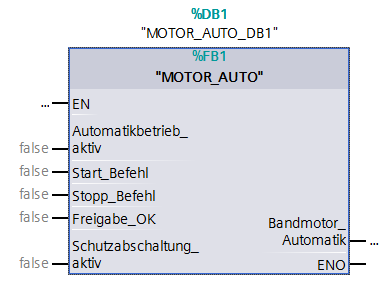 %DB1
"MOTOR_AUTO_DB1"
%FB1
"MOTOR_AUTO"
... EN
Automatikbetrieb_
false aktiv
false Start_Befehl
false Stopp_Befehl
false Freigabe_OK
Schutzabschaltung_
false aktiv
Bandmotor_
Automatik ...
ENO